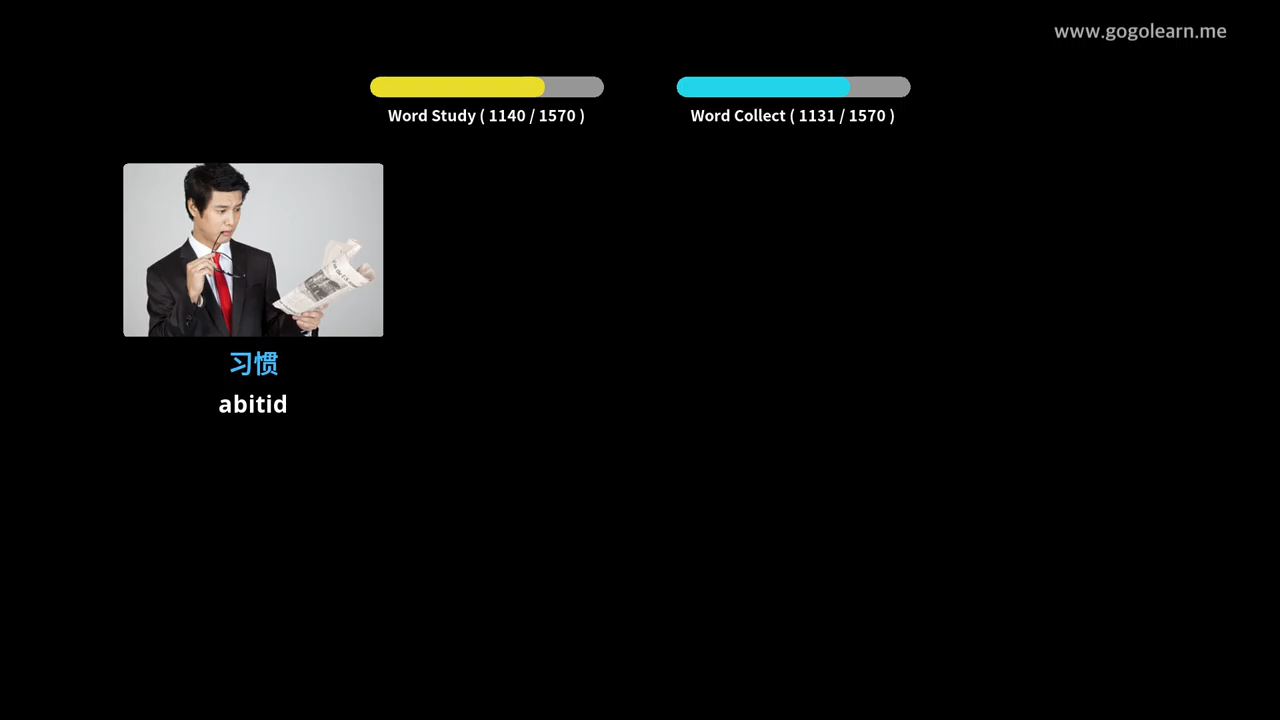 www.gogolearn.me
Word Study ( 1140 / 1570 )
Word Collect ( 1131 / 1570 )
习惯
abitid